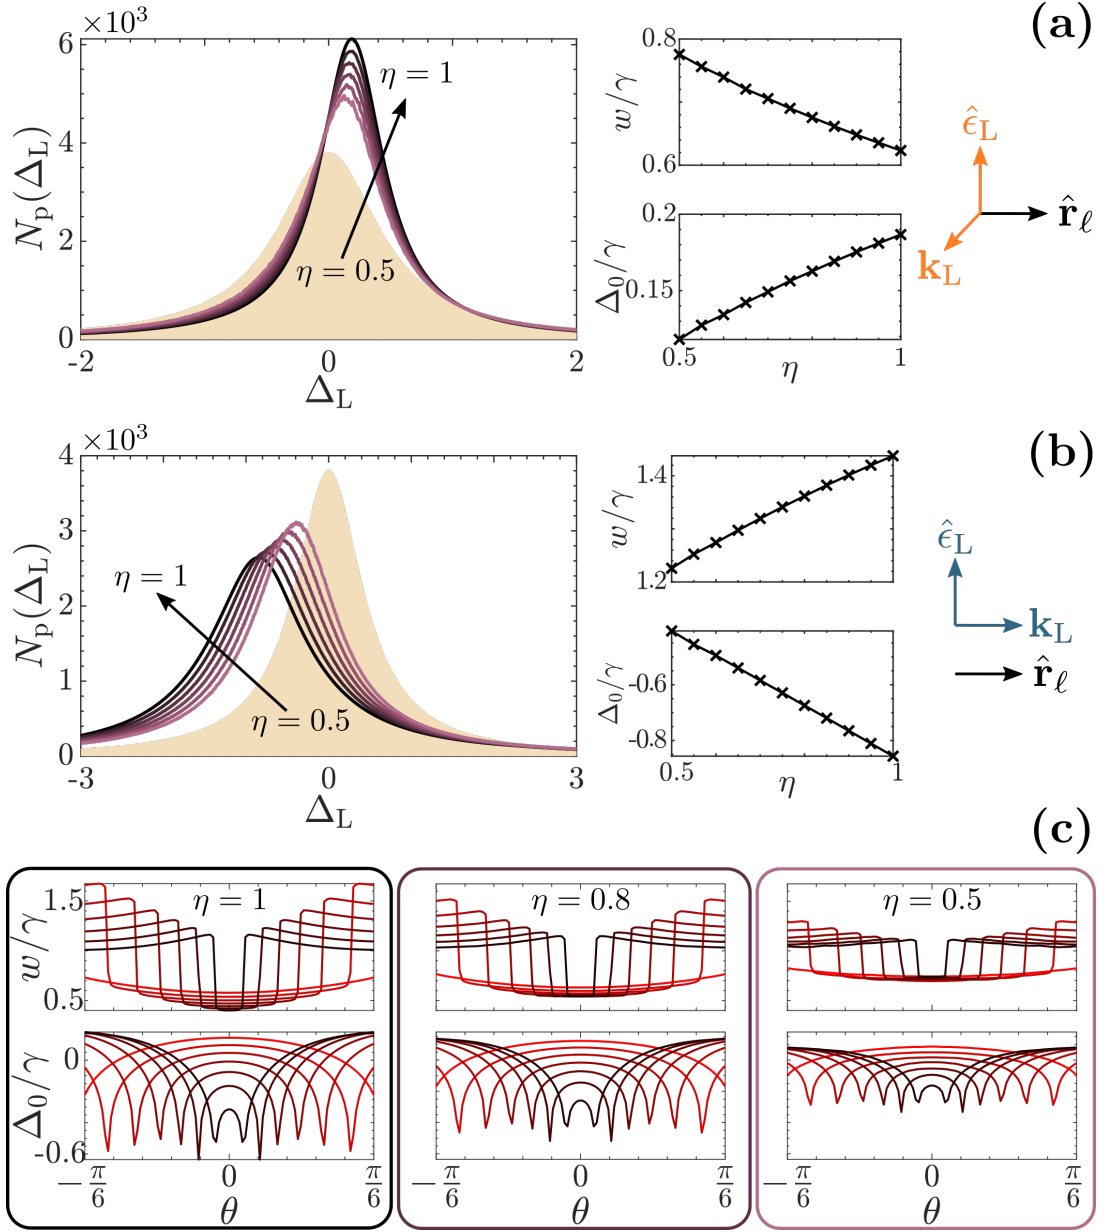 (a)
×10³
6
4
2
0
N_p(Δ_L)
η = 1
η = 0.5
-2
0
2
Δ_L
0.8
0.6
w/γ
0.2
0.15
Δ_0/γ
0.5
1
η
ε̂_L
r̂_ℓ
k_L
(b)
×10³
4
3
2
1
0
N_p(Δ_L)
η = 1
η = 0.5
-3
0
3
Δ_L
1.4
1.2
w/γ
-0.6
-0.8
Δ_0/γ
0.5
1
η
ε̂_L
k_L
r̂_ℓ
(c)
η = 1
η = 0.8
η = 0.5
1.5
0.5
w/γ
0
-0.6
Δ_0/γ
−π/6
0
π/6
θ
−π/6
0
π/6
θ
−π/6
0
π/6
θ